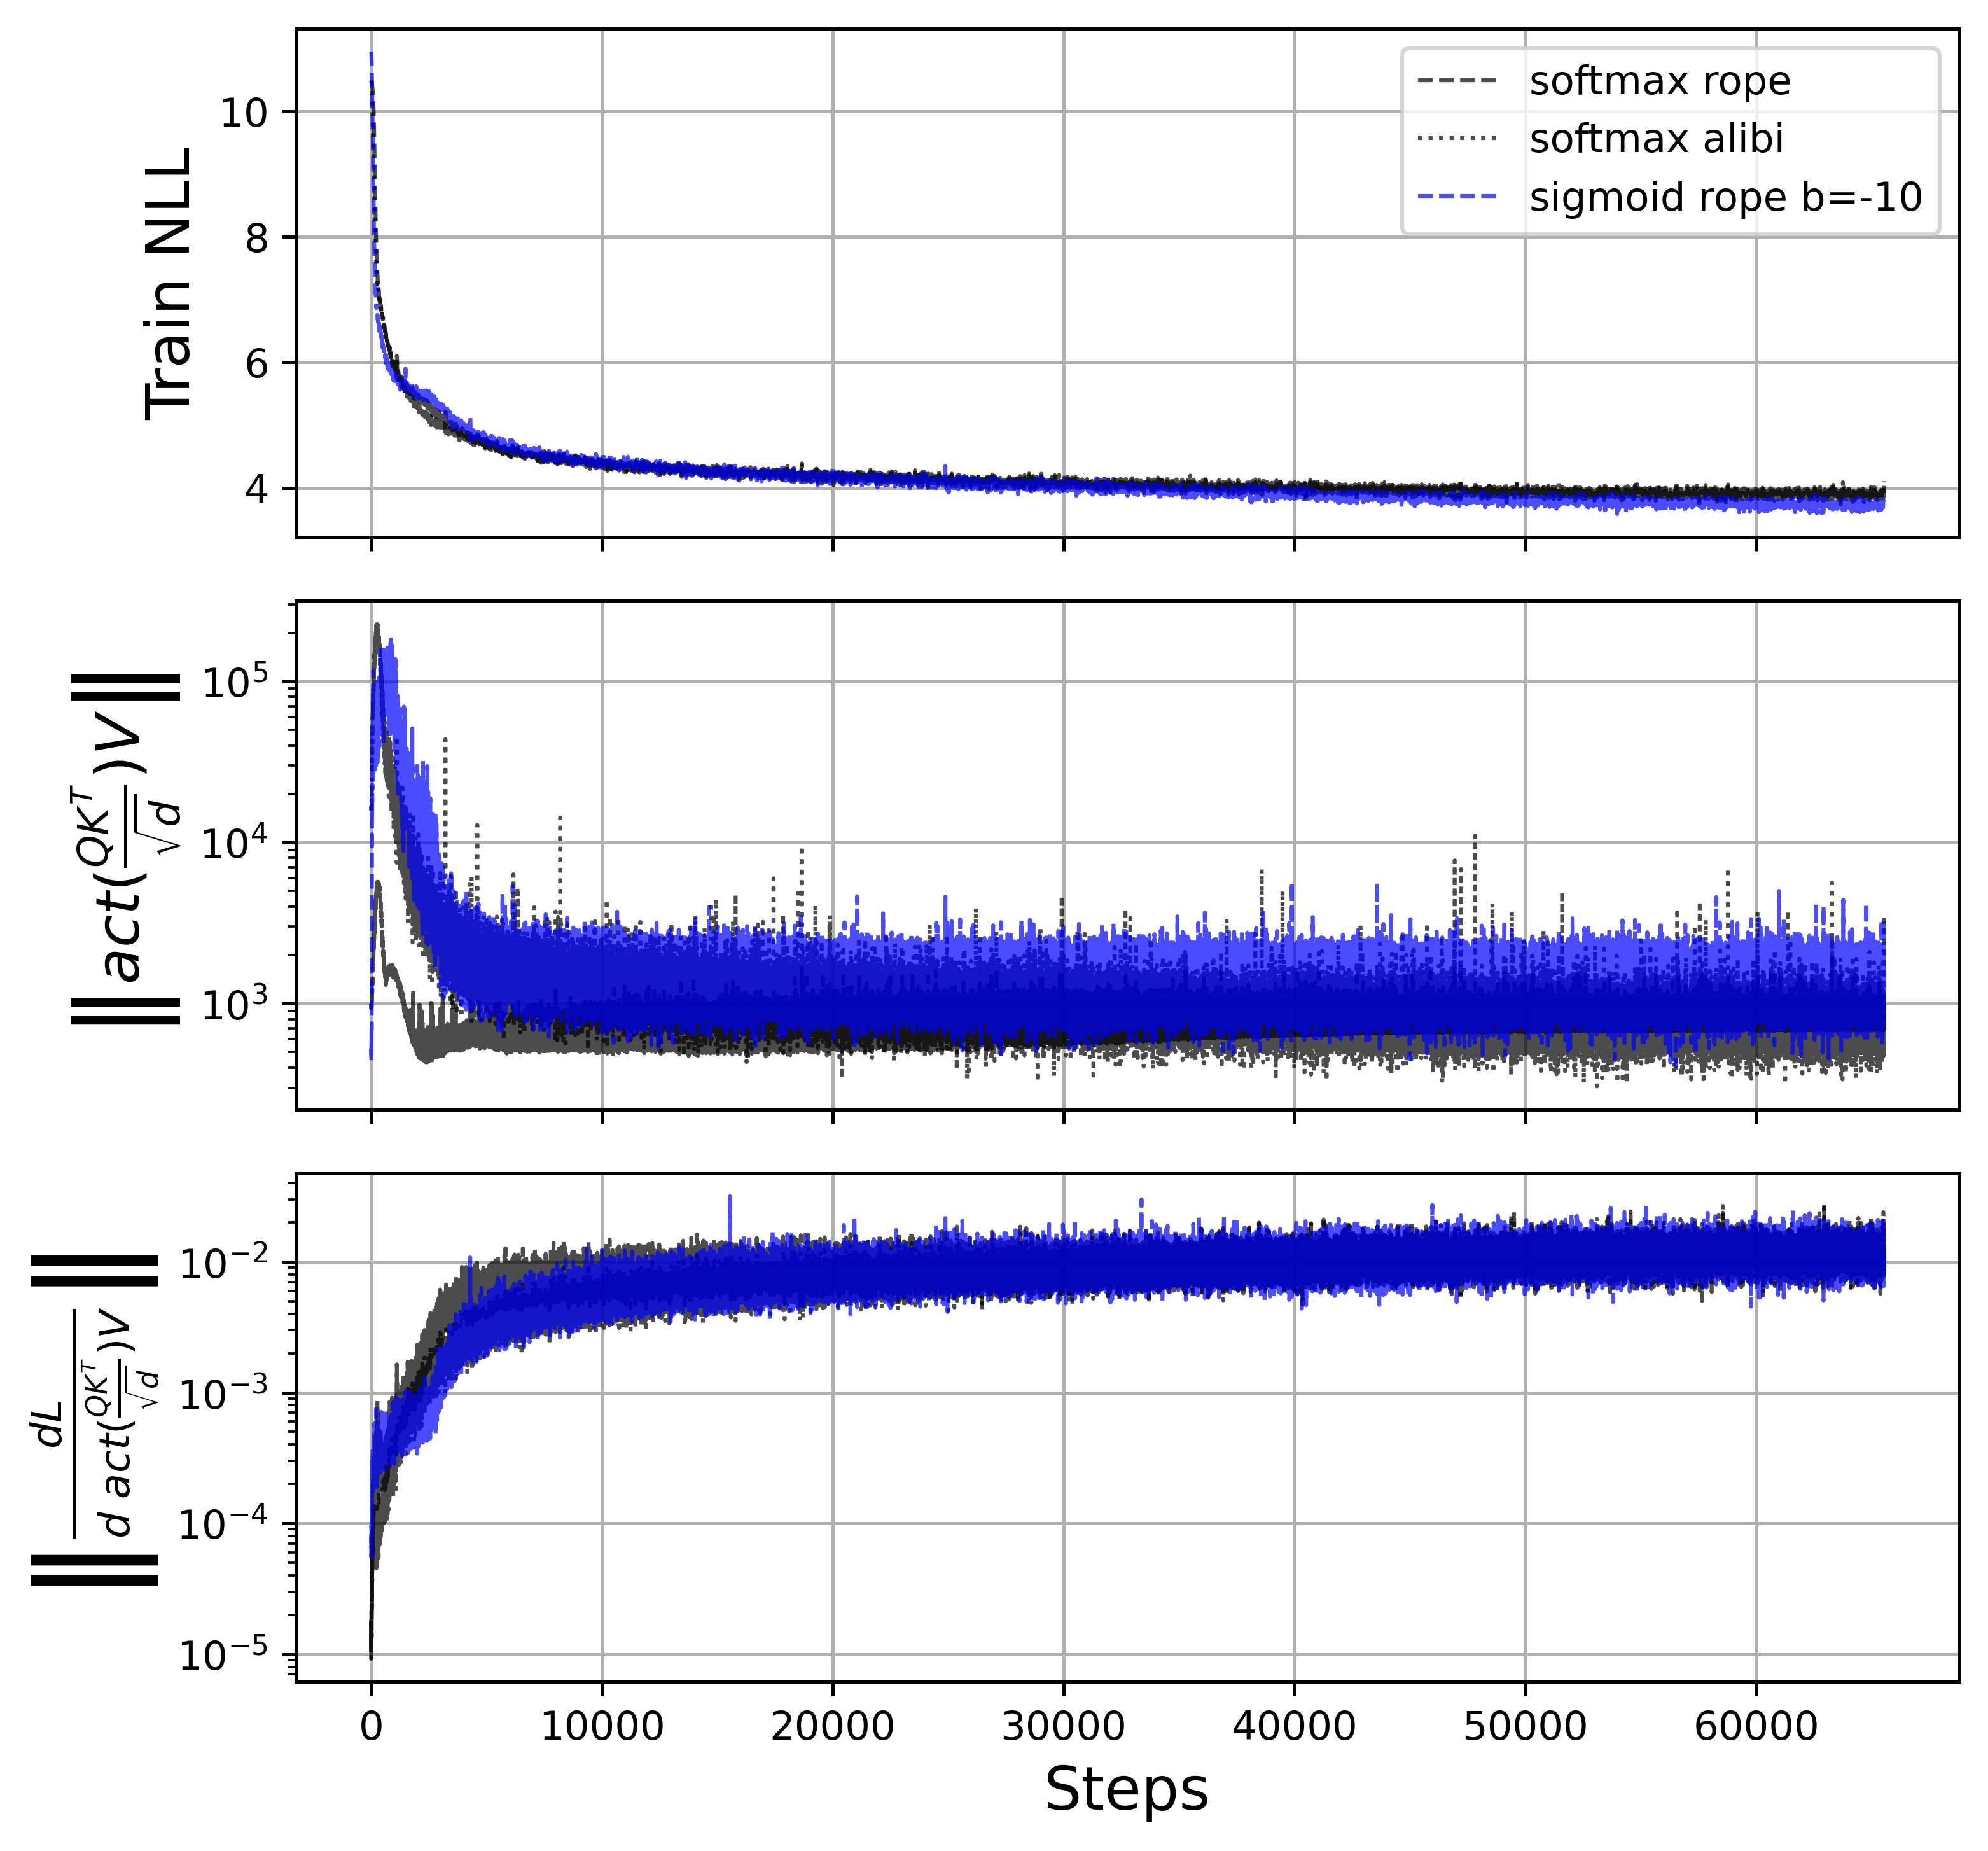 Train NLL
10
8
6
4
softmax rope
softmax alibi
sigmoid rope b=-10
‖act(QK^T/√d)V‖
10^5
10^4
10^3
‖dL/d act(QK^T/√d)V‖
10^-2
10^-3
10^-4
10^-5
0 10000 20000 30000 40000 50000 60000
Steps